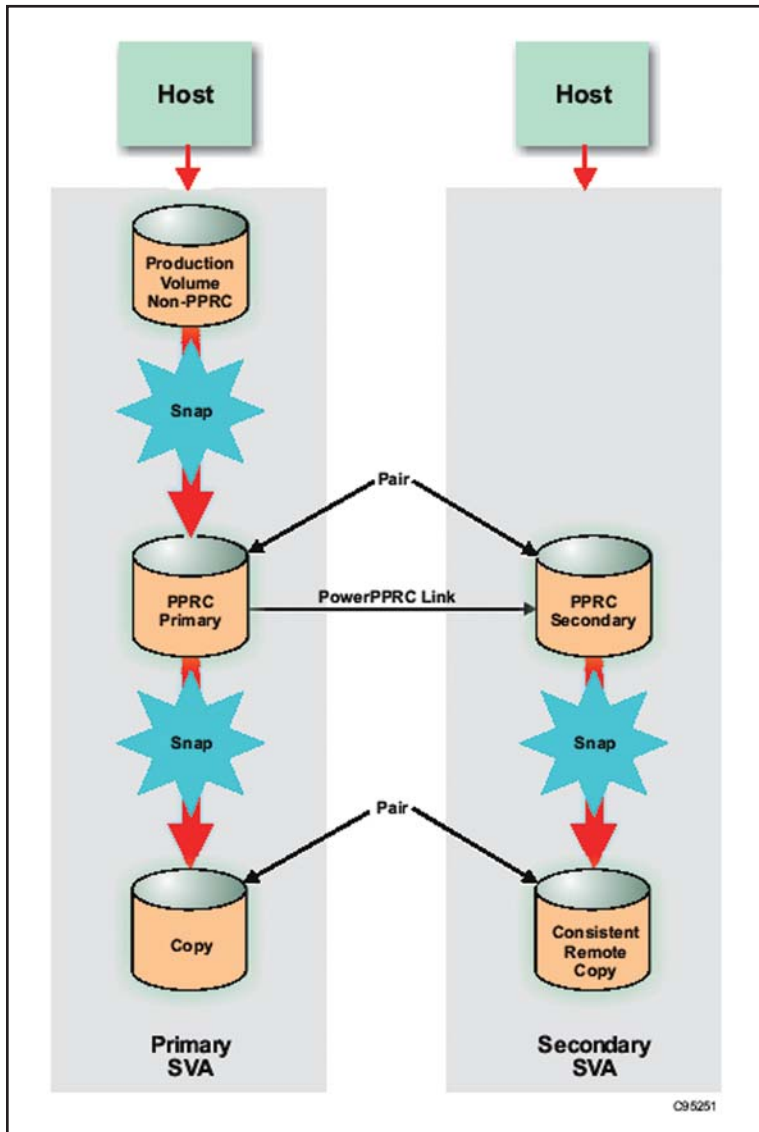 Host
Host
Production
Volume
Non-PPRC
Snap
Pair
PPRC
Primary
PowerPPRC Link
PPRC
Secondary
Snap
Snap
Pair
Copy
Consistent
Remote
Copy
Primary
SVA
Secondary
SVA
C95251